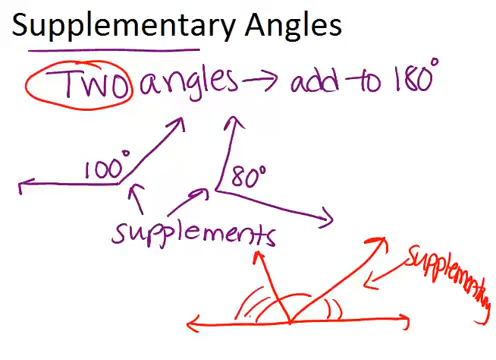 Supplementary Angles
TWO angles → add to 180°
100°
80°
supplements
supplementary